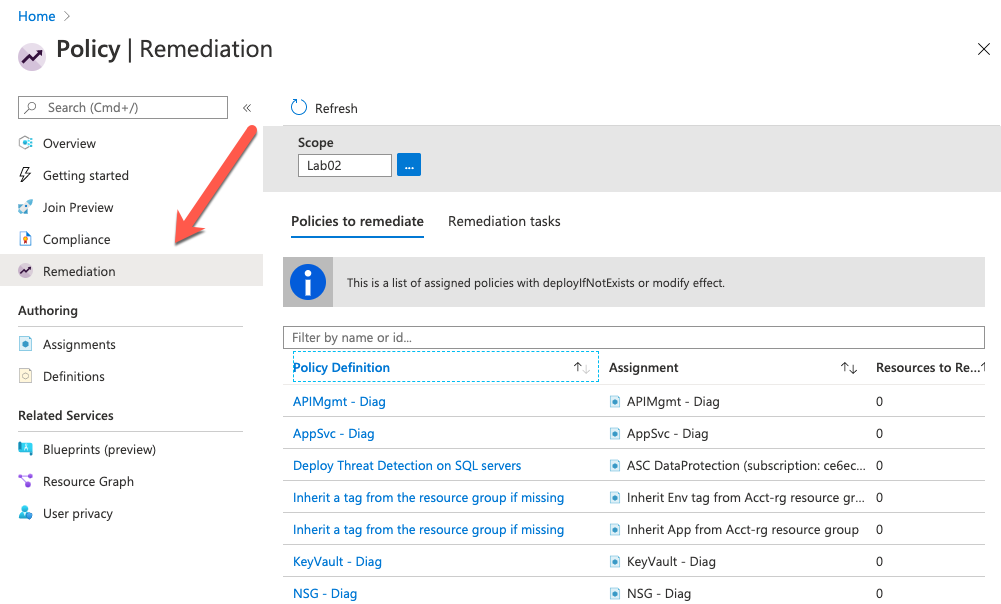 Home
Policy | Remediation
Search (Cmd+/)
«
Overview
Getting started
Join Preview
Compliance
Remediation
Authoring
Assignments
Definitions
Related Services
Blueprints (preview)
Resource Graph
User privacy
Refresh
Scope
Lab02
...
Policies to remediate Remediation tasks
This is a list of assigned policies with deployIfNotExists or modify effect.
Filter by name or id...
Policy Definition Assignment Resources to Re...
APIMgmt - Diag APIMgmt - Diag 0
AppSvc - Diag AppSvc - Diag 0
Deploy Threat Detection on SQL servers ASC DataProtection (subscription: ce6ec... 0
Inherit a tag from the resource group if missing Inherit Env tag from Acct-rg resource gr... 0
Inherit a tag from the resource group if missing Inherit App from Acct-rg resource group 0
KeyVault - Diag KeyVault - Diag 0
NSG - Diag NSG - Diag 0